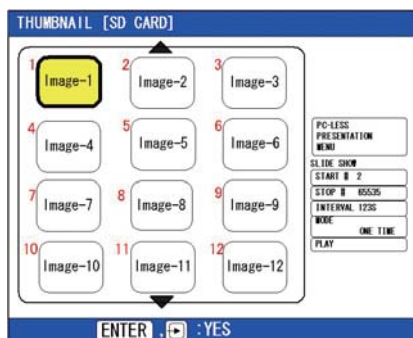 THUMBNAIL [SD CARD]
1 2 3
Image-1 Image-2 Image-3
4 5 6
Image-4 Image-5 Image-6
7 8 9
Image-7 Image-8 Image-9
10 11 12
Image-10 Image-11 Image-12
PC-LESS
PRESENTATION
MENU
SLIDE SHOW
START # 2
STOP # 65535
INTERVAL 123S
MODE
ONE TIME
PLAY
ENTER , :YES